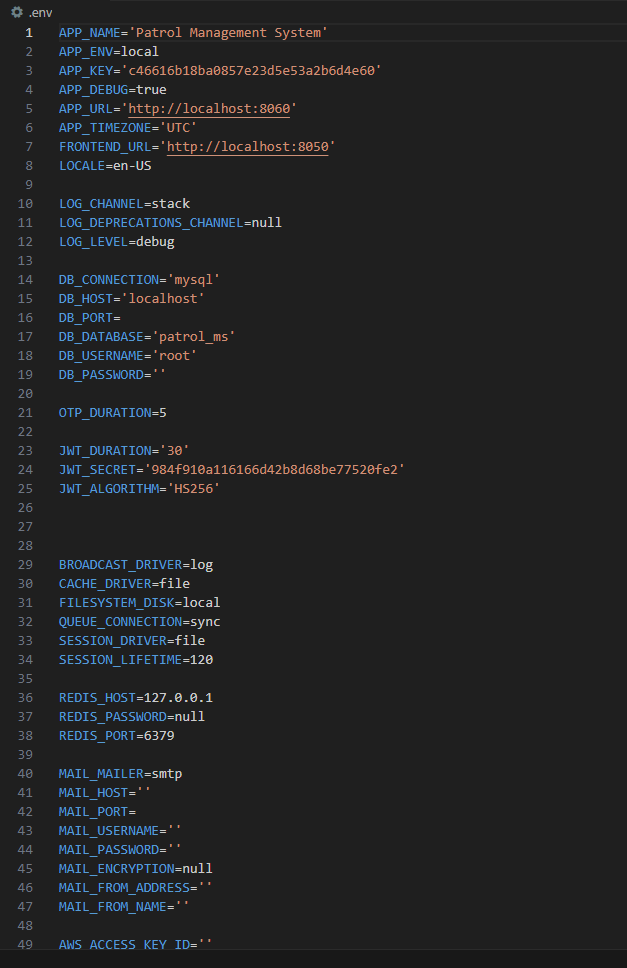 .env
1 APP_NAME='Patrol Management System'
2 APP_ENV=local
3 APP_KEY='c46616b18ba0857e23d5e53a2b6d4e60'
4 APP_DEBUG=true
5 APP_URL='http://localhost:8060'
6 APP_TIMEZONE='UTC'
7 FRONTEND_URL='http://localhost:8050'
8 LOCALE=en-US
9
10 LOG_CHANNEL=stack
11 LOG_DEPRECATIONS_CHANNEL=null
12 LOG_LEVEL=debug
13
14 DB_CONNECTION='mysql'
15 DB_HOST='localhost'
16 DB_PORT=
17 DB_DATABASE='patrol_ms'
18 DB_USERNAME='root'
19 DB_PASSWORD=''
20
21 OTP_DURATION=5
22
23 JWT_DURATION='30'
24 JWT_SECRET='984f910a116166d42b8d68be77520fe2'
25 JWT_ALGORITHM='HS256'
26
27
28
29 BROADCAST_DRIVER=log
30 CACHE_DRIVER=file
31 FILESYSTEM_DISK=local
32 QUEUE_CONNECTION=sync
33 SESSION_DRIVER=file
34 SESSION_LIFETIME=120
35
36 REDIS_HOST=127.0.0.1
37 REDIS_PASSWORD=null
38 REDIS_PORT=6379
39
40 MAIL_MAILER=smtp
41 MAIL_HOST=''
42 MAIL_PORT=
43 MAIL_USERNAME=''
44 MAIL_PASSWORD=''
45 MAIL_ENCRYPTION=null
46 MAIL_FROM_ADDRESS=''
47 MAIL_FROM_NAME=''
48
49 AWS_ACCESS_KEY_ID=''